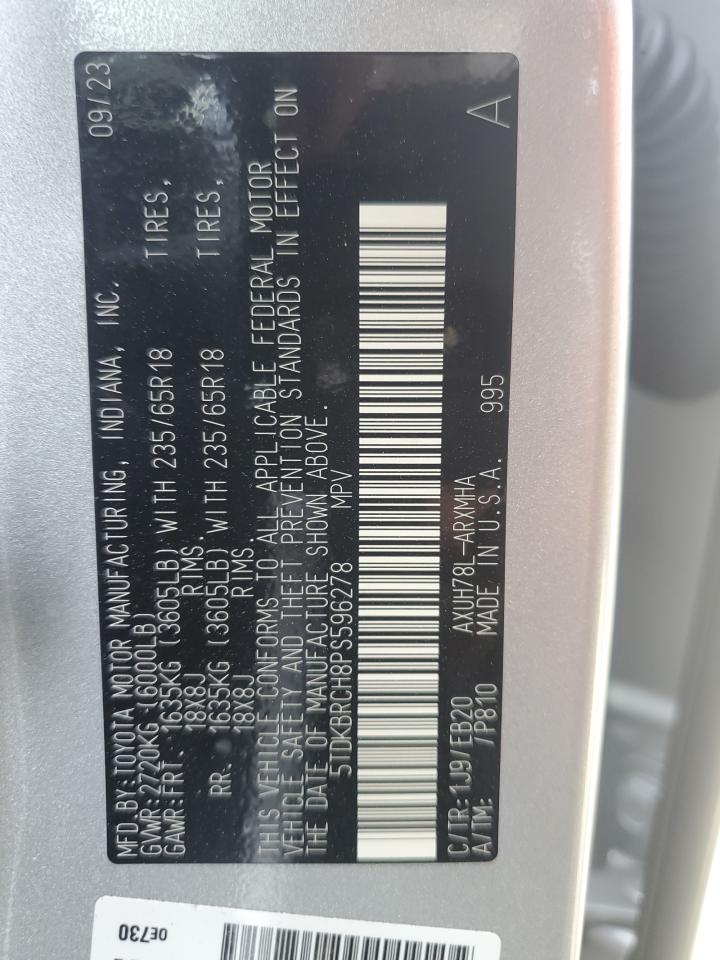 MFD.BY:TOYOTA MOTOR MANUFACTURING, INDIANA, INC. 09/23
GVWR:2720KG (6000LB)
GAWR:FRT. 1635KG (3605LB) WITH 235/65R18 TIRES,
18X8J RIMS.
RR. 1635KG (3605LB) WITH 235/65R18 TIRES,
18X8J RIMS.
THIS VEHICLE CONFORMS TO ALL APPLICABLE FEDERAL MOTOR
VEHICLE SAFETY AND THEFT PREVENTION STANDARDS IN EFFECT ON
THE DATE OF MANUFACTURE SHOWN ABOVE.
5TDKBRCH8PS596278 MPV
C/TR:1J9/EB20 AXUH78L-ARXMHA
A/TM: /P810 MADE IN U.S.A. 995 A
0E730